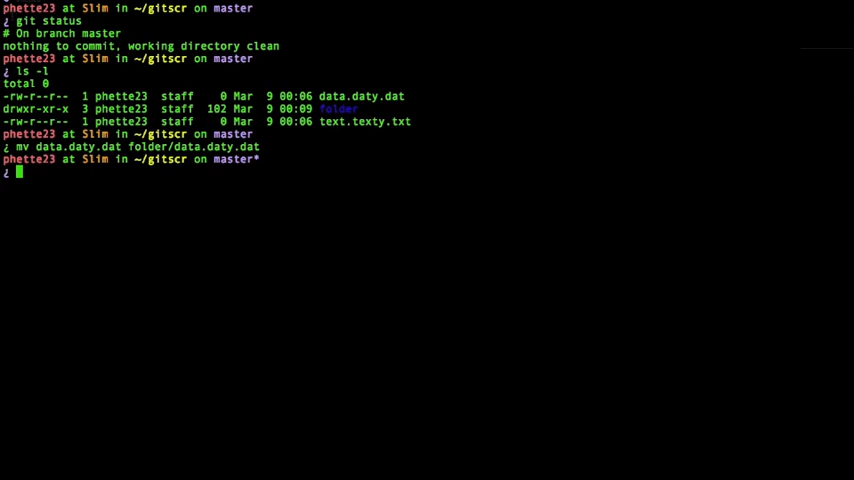 phette23 at Slim in ~/gitscr on master
¿ git status
# On branch master
nothing to commit, working directory clean
phette23 at Slim in ~/gitscr on master
¿ ls -l
total 0
-rw-r--r--  1 phette23  staff    0 Mar  9 00:06 data.daty.dat
drwxr-xr-x  3 phette23  staff  102 Mar  9 00:09 folder
-rw-r--r--  1 phette23  staff    0 Mar  9 00:06 text.texty.txt
phette23 at Slim in ~/gitscr on master
¿ mv data.daty.dat folder/data.daty.dat
phette23 at Slim in ~/gitscr on master*
¿